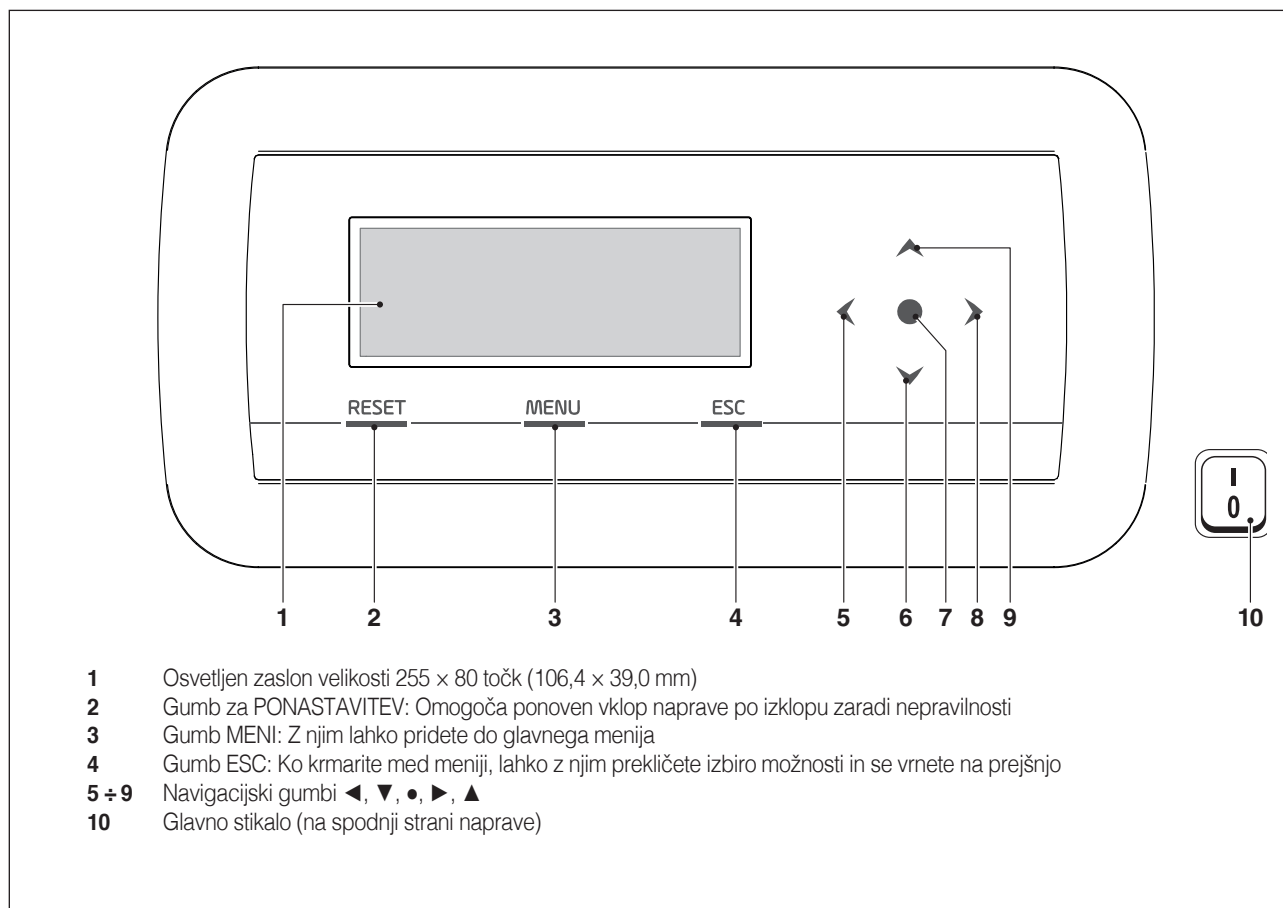 RESET MENU ESC
I
0
1 2 3 4 5 6 7 8 9 10
1 Osvetljen zaslon velikosti 255 × 80 točk (106,4 × 39,0 mm)
2 Gumb za PONASTAVITEV: Omogoča ponoven vklop naprave po izklopu zaradi nepravilnosti
3 Gumb MENI: Z njim lahko pridete do glavnega menija
4 Gumb ESC: Ko krmarite med meniji, lahko z njim prekličete izbiro možnosti in se vrnete na prejšnjo
5 ÷ 9 Navigacijski gumbi ◄, ▼, ●, ►, ▲
10 Glavno stikalo (na spodnji strani naprave)